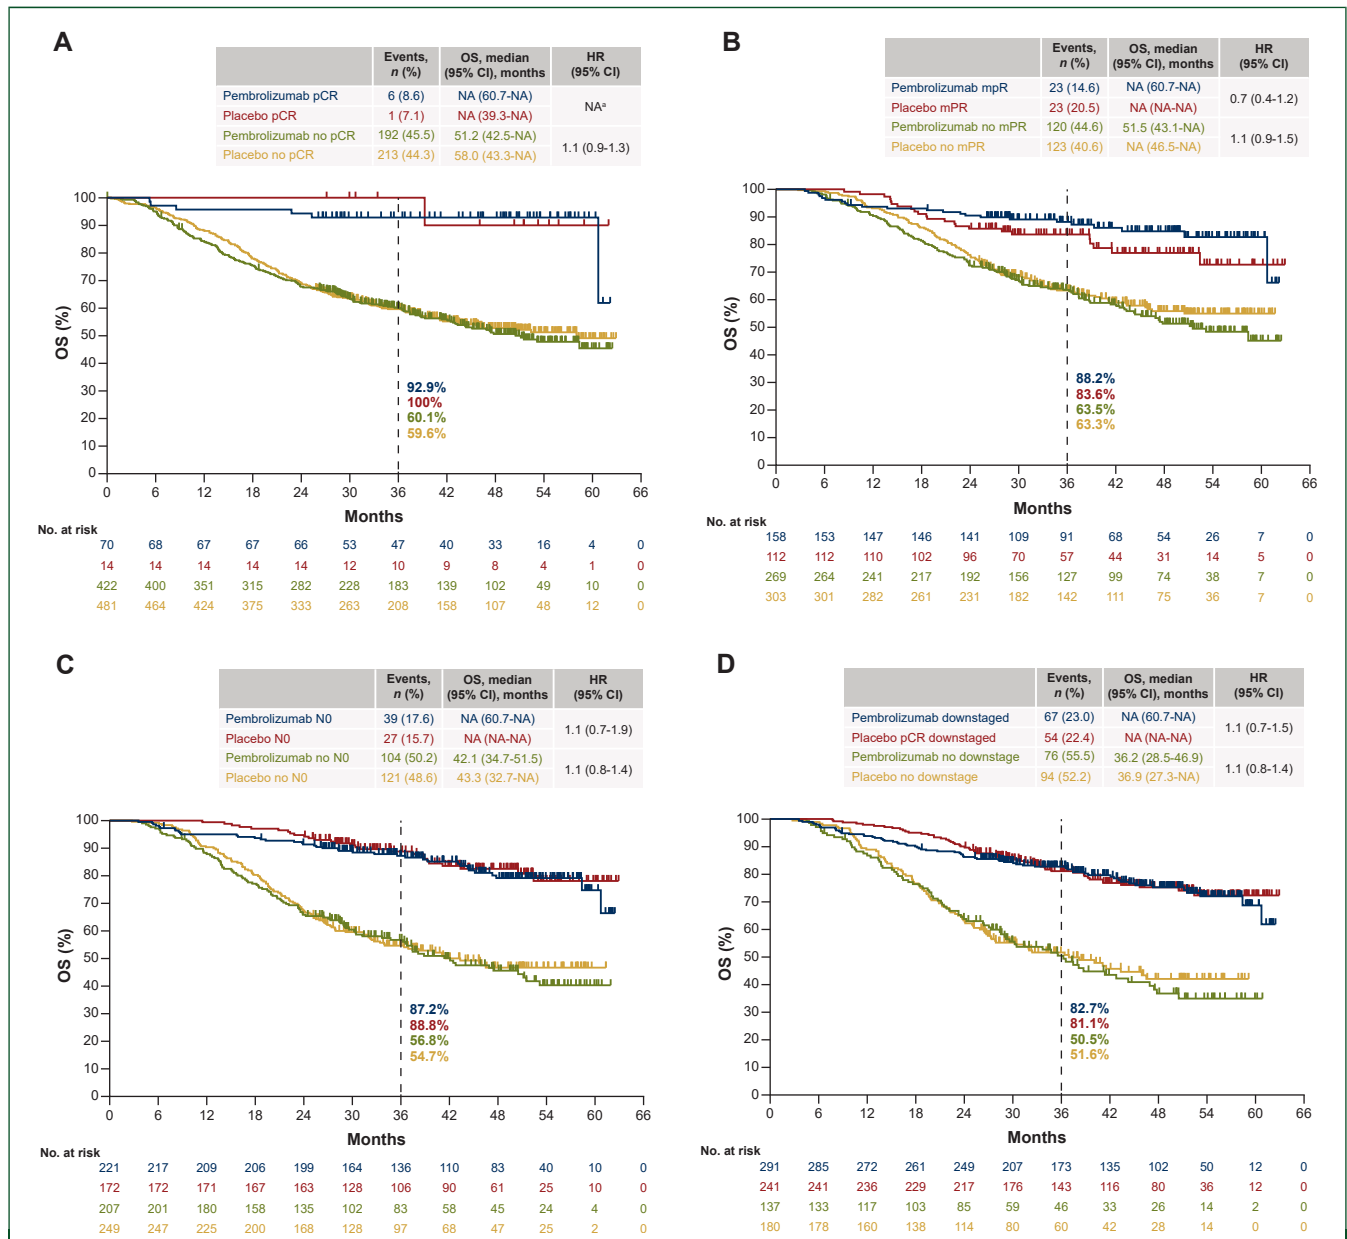 A
Events, n (%) OS, median (95% CI), months HR (95% CI)
Pembrolizumab pCR 6 (8.6) NA (60.7-NA) NAa
Placebo pCR 1 (7.1) NA (39.3-NA)
Pembrolizumab no pCR 192 (45.5) 51.2 (42.5-NA) 1.1 (0.9-1.3)
Placebo no pCR 213 (44.3) 58.0 (43.3-NA)
OS (%)
100
90
80
70
60
50
40
30
20
10
0
92.9%
100%
60.1%
59.6%
0 6 12 18 24 30 36 42 48 54 60 66
Months
No. at risk
70 68 67 67 66 53 47 40 33 16 4 0
14 14 14 14 14 12 10 9 8 4 1 0
422 400 351 315 282 228 183 139 102 49 10 0
481 464 424 375 333 263 208 158 107 48 12 0
B
Events, n (%) OS, median (95% CI), months HR (95% CI)
Pembrolizumab mpR 23 (14.6) NA (60.7-NA) 0.7 (0.4-1.2)
Placebo mPR 23 (20.5) NA (NA-NA)
Pembrolizumab no mPR 120 (44.6) 51.5 (43.1-NA) 1.1 (0.9-1.5)
Placebo no mPR 123 (40.6) NA (46.5-NA)
OS (%)
100
90
80
70
60
50
40
30
20
10
0
88.2%
83.6%
63.5%
63.3%
0 6 12 18 24 30 36 42 48 54 60 66
Months
No. at risk
158 153 147 146 141 109 91 68 54 26 7 0
112 112 110 102 96 70 57 44 31 14 5 0
269 264 241 217 192 156 127 99 74 38 7 0
303 301 282 261 231 182 142 111 75 36 7 0
C
Events, n (%) OS, median (95% CI), months HR (95% CI)
Pembrolizumab N0 39 (17.6) NA (60.7-NA) 1.1 (0.7-1.9)
Placebo N0 27 (15.7) NA (NA-NA)
Pembrolizumab no N0 104 (50.2) 42.1 (34.7-51.5) 1.1 (0.8-1.4)
Placebo no N0 121 (48.6) 43.3 (32.7-NA)
OS (%)
100
90
80
70
60
50
40
30
20
10
0
87.2%
88.8%
56.8%
54.7%
0 6 12 18 24 30 36 42 48 54 60 66
Months
No. at risk
221 217 209 206 199 164 136 110 83 40 10 0
172 172 171 167 163 128 106 90 61 25 10 0
207 201 180 158 135 102 83 58 45 24 4 0
249 247 225 200 168 128 97 68 47 25 2 0
D
Events, n (%) OS, median (95% CI), months HR (95% CI)
Pembrolizumab downstaged 67 (23.0) NA (60.7-NA) 1.1 (0.7-1.5)
Placebo pCR downstaged 54 (22.4) NA (NA-NA)
Pembrolizumab no downstage 76 (55.5) 36.2 (28.5-46.9) 1.1 (0.8-1.4)
Placebo no downstage 94 (52.2) 36.9 (27.3-NA)
OS (%)
100
90
80
70
60
50
40
30
20
10
0
82.7%
81.1%
50.5%
51.6%
0 6 12 18 24 30 36 42 48 54 60 66
Months
No. at risk
291 285 272 261 249 207 173 135 102 50 12 0
241 241 236 229 217 176 143 116 80 36 12 0
137 133 117 103 85 59 46 33 26 14 2 0
180 178 160 138 114 80 60 42 28 14 0 0